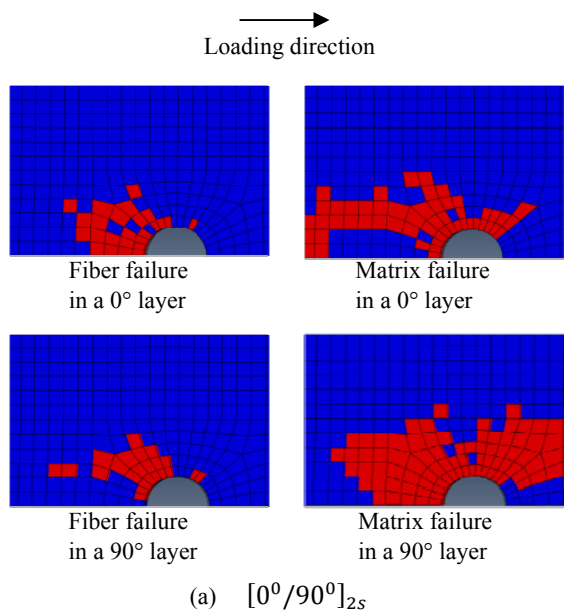 Loading direction
Fiber failure
in a 0° layer
Matrix failure
in a 0° layer
Fiber failure
in a 90° layer
Matrix failure
in a 90° layer
(a) [0⁰/90⁰]₂ₛ